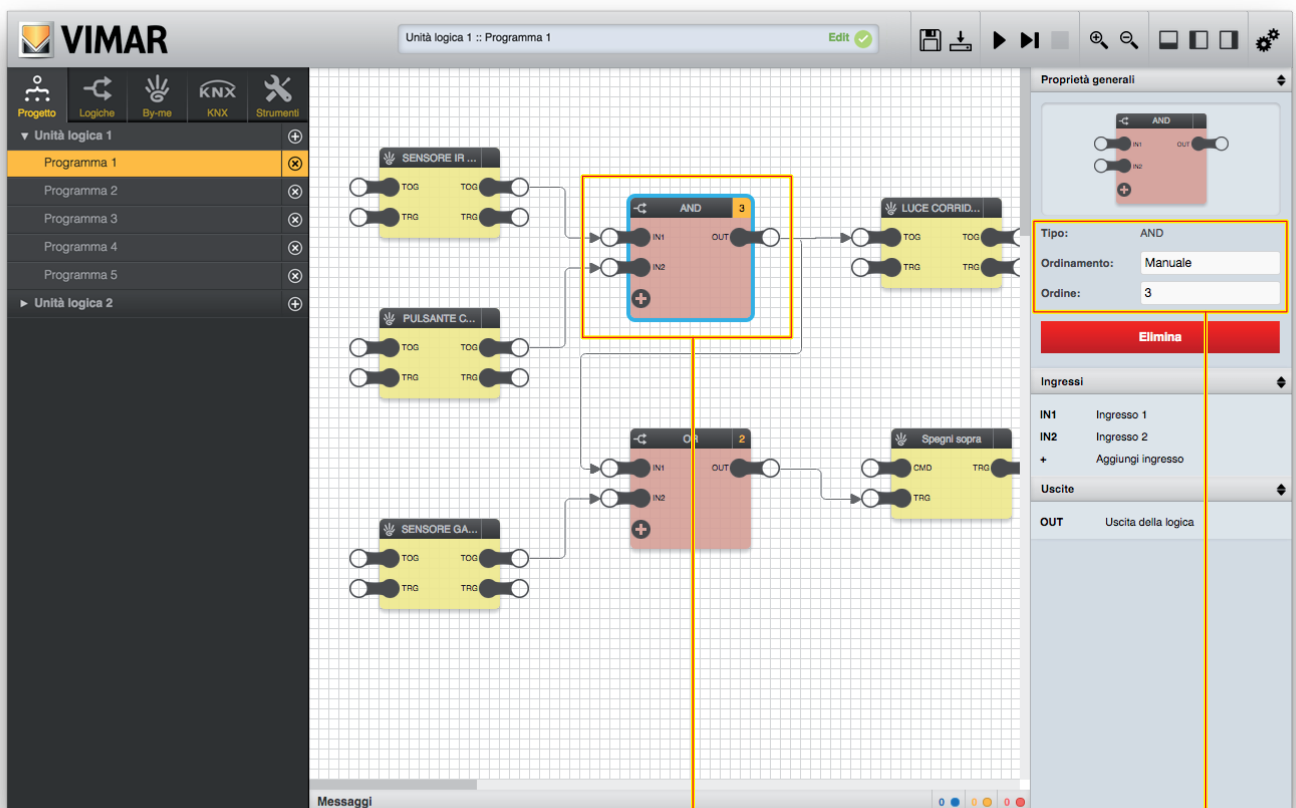 VIMAR
Unità logica 1 :: Programma 1
Edit
Progetto
Logiche
By-me
KNX
KNX
Strumenti
Unità logica 1
Programma 1
Programma 2
Programma 3
Programma 4
Programma 5
Unità logica 2
SENSORE IR ...
TOG TOG
TRG TRG
PULSANTE C...
TOG TOG
TRG TRG
SENSORE GA...
TOG TOG
TRG TRG
AND 3
IN1 OUT
IN2
OR 2
IN1 OUT
IN2
LUCE CORRID...
TOG TOG
TRG TRG
Spegni sopra
CMD TRG
TRG
Messaggi
0 0 0
Proprietà generali
AND
IN1 OUT
IN2
Tipo: AND
Ordinamento: Manuale
Ordine: 3
Elimina
Ingressi
IN1 Ingresso 1
IN2 Ingresso 2
+ Aggiungi ingresso
Uscite
OUT Uscita della logica